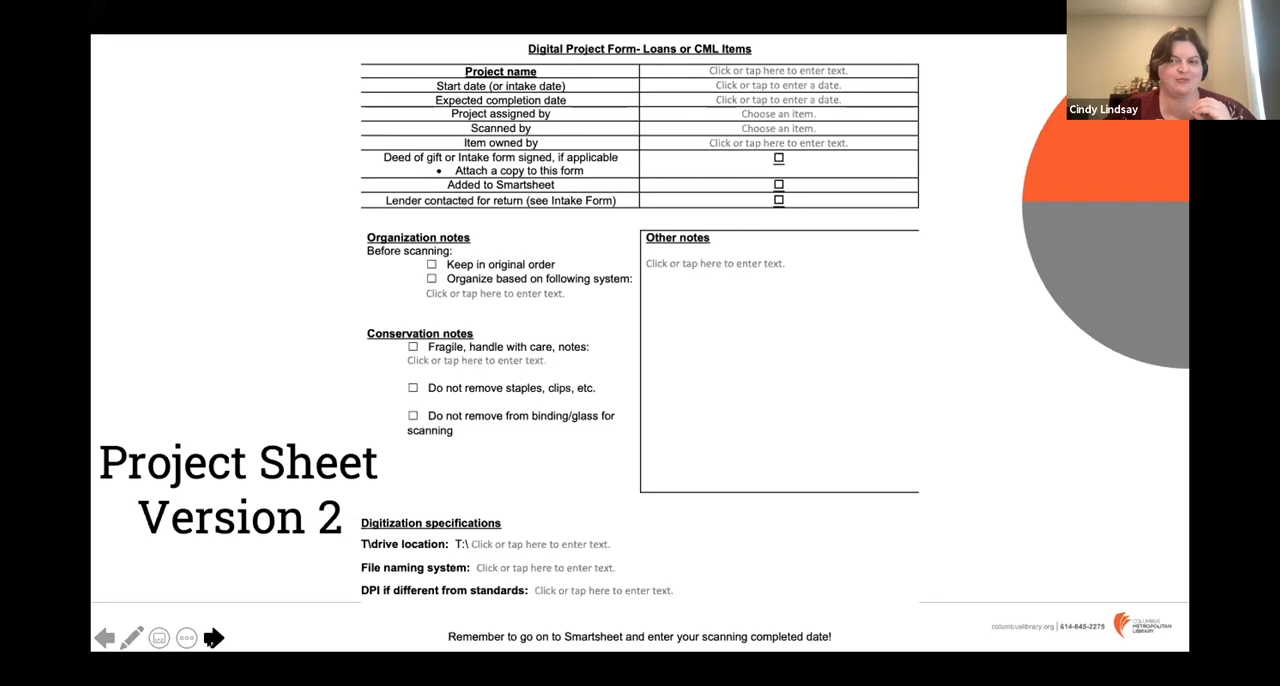 Digital Project Form- Loans or CML Items
Project name Click or tap here to enter text.
Start date (or intake date) Click or tap to enter a date.
Expected completion date Click or tap to enter a date.
Project assigned by Choose an item.
Scanned by Choose an item.
Item owned by Click or tap here to enter text.
Deed of gift or Intake form signed, if applicable ☐
• Attach a copy to this form
Added to Smartsheet ☐
Lender contacted for return (see Intake Form) ☐
Organization notes
Before scanning:
☐ Keep in original order
☐ Organize based on following system:
Click or tap here to enter text.
Conservation notes
☐ Fragile, handle with care, notes:
Click or tap here to enter text.
☐ Do not remove staples, clips, etc.
☐ Do not remove from binding/glass for
scanning
Other notes
Click or tap here to enter text.
Project Sheet
Version 2
Digitization specifications
T\drive location: T:\ Click or tap here to enter text.
File naming system: Click or tap here to enter text.
DPI if different from standards: Click or tap here to enter text.
Remember to go on to Smartsheet and enter your scanning completed date!
columbuslibrary.org | 614-645-2275
COLUMBUS
METROPOLITAN
LIBRARY
Cindy Lindsay